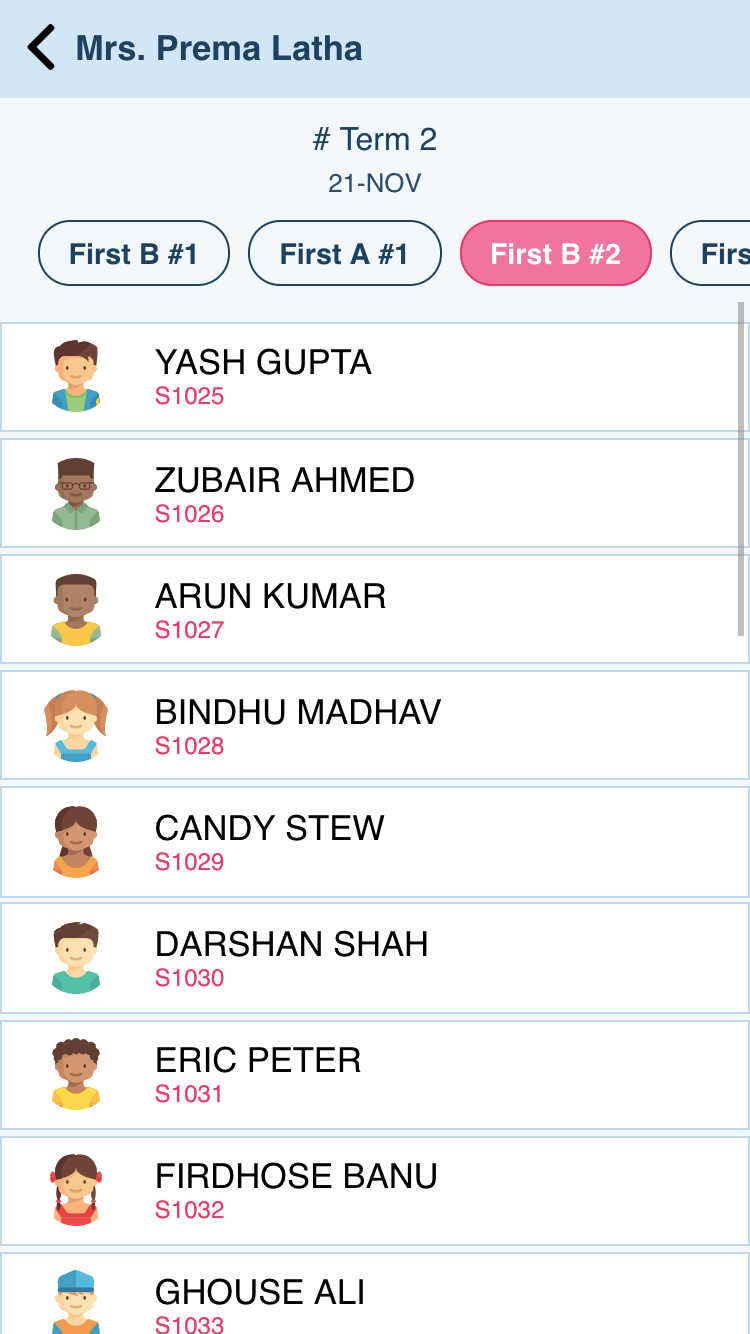 Mrs. Prema Latha
# Term 2
21-NOV
First B #1 First A #1 First B #2 Firs
YASH GUPTA
S1025
ZUBAIR AHMED
S1026
ARUN KUMAR
S1027
BINDHU MADHAV
S1028
CANDY STEW
S1029
DARSHAN SHAH
S1030
ERIC PETER
S1031
FIRDHOSE BANU
S1032
GHOUSE ALI
S1033